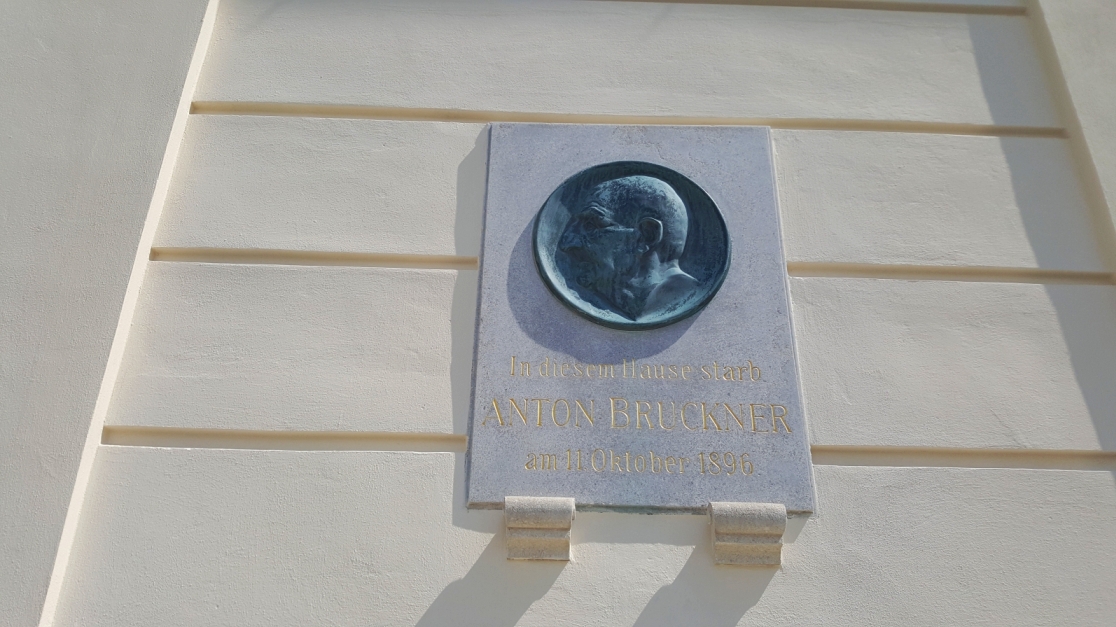 In diesem Hause starb
ANTON BRUCKNER
am 11 Oktober 1896